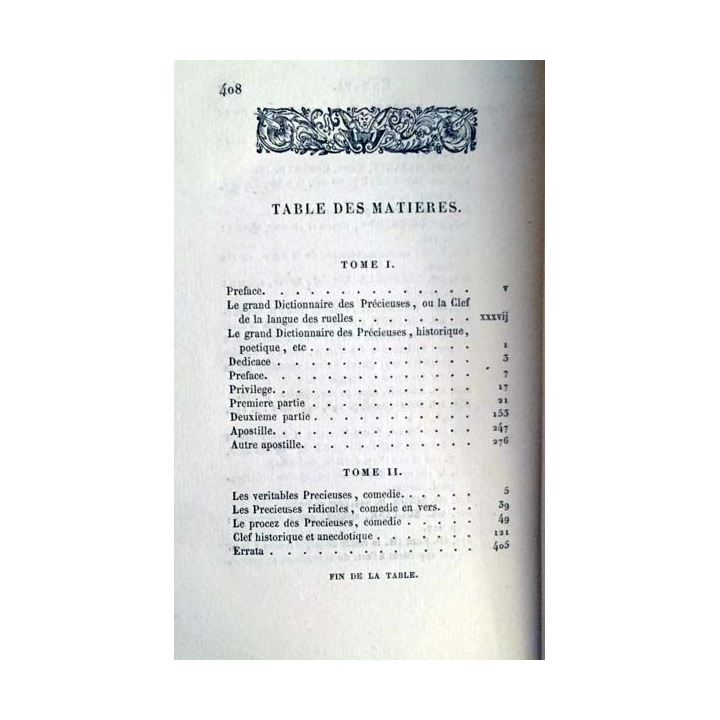 408
TABLE DES MATIERES.
TOME I.
Preface. . . . . . . . . . . . . . . v
Le grand Dictionnaire des Précieuses, ou la Clef
de la langue des ruelles . . . . . . . xxxvij
Le grand Dictionnaire des Précieuses, historique,
poetique, etc . . . . . . . . . . . 1
Dedicace . . . . . . . . . . . . . 3
Preface. . . . . . . . . . . . . . 7
Privilege. . . . . . . . . . . . . 17
Premiere partie . . . . . . . . . . 21
Deuxième partie . . . . . . . . . . 153
Apostille. . . . . . . . . . . . . 247
Autre apostille. . . . . . . . . . . 276
TOME II.
Les veritables Precieuses, comedie. . . . . . 5
Les Precieuses ridicules, comedie en vers. . . . 39
Le procez des Precieuses, comedie . . . . . 49
Clef historique et anecdotique . . . . . . . 121
Errata . . . . . . . . . . . . . . 405
FIN DE LA TABLE.